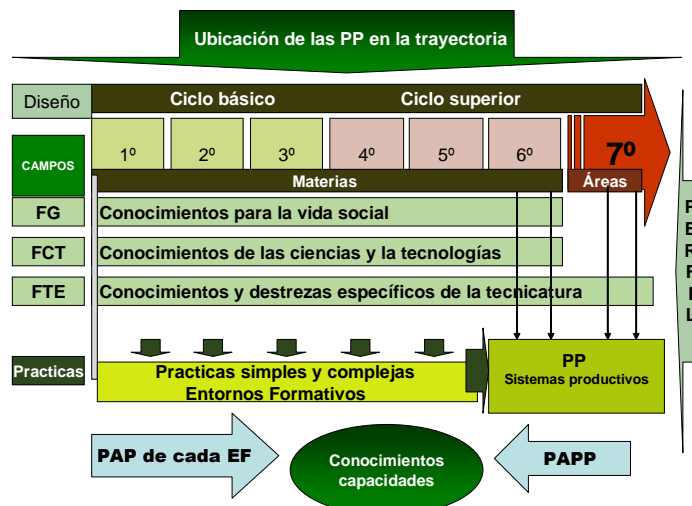 Ubicación de las PP en la trayectoria
Diseño
Ciclo básico
Ciclo superior
CAMPOS
1º
2º
3º
4º
5º
6º
7º
Materias
Áreas
FG
Conocimientos para la vida social
FCT
Conocimientos de las ciencias y la tecnologías
FTE
Conocimientos y destrezas específicos de la tecnicatura
P
E
R
F
I
L
Practicas
Practicas simples y complejas
Entornos Formativos
PP
Sistemas productivos
PAP de cada EF
Conocimientos
capacidades
PAPP